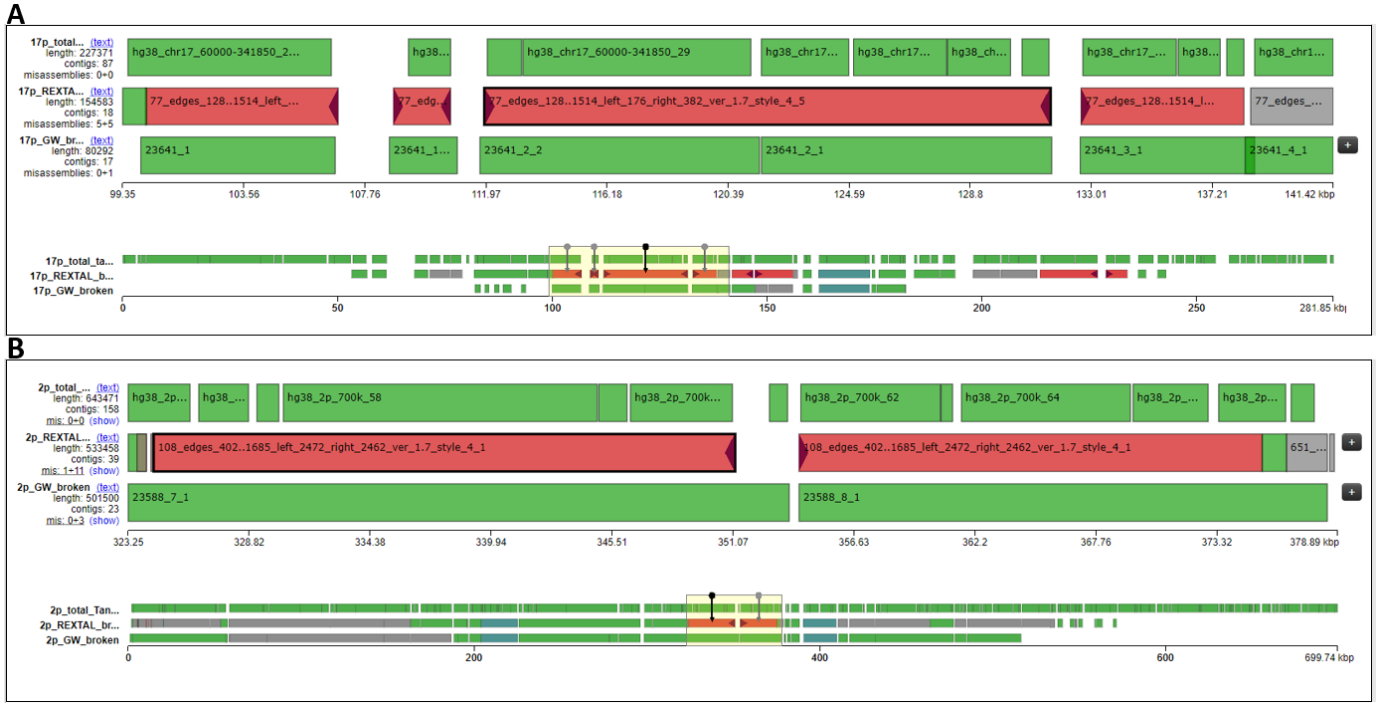 A
17p_total... (text)
length: 227371
contigs: 87
misassemblies: 0+0
hg38_chr17_60000-341850_2...
hg38...
hg38_chr17_60000-341850_29
hg38_chr17...
hg38_chr17...
hg38_ch...
hg38_chr17_...
hg38...
hg38_chr1...
17p_REXTA... (text)
length: 154583
contigs: 18
misassemblies: 5+5
77_edges_128..1514_left_...
77_edg...
77_edges_128..1514_left_176_right_382_ver_1.7_style_4_5
77_edges_128..1514_l...
77_edges_...
17p_GW_br... (text)
length: 80292
contigs: 17
misassemblies: 0+1
23641_1
23641_1...
23641_2_2
23641_2_1
23641_3_1
23641_4_1
+
99.35 103.56 107.76 111.97 116.18 120.39 124.59 128.8 133.01 137.21 141.42 kbp
17p_total_ta...
17p_REXTAL_b...
17p_GW_broken
0 50 100 150 200 250 281.85 kbp
B
2p_total_... (text)
length: 643471
contigs: 158
mis: 0+0 (show)
hg38_2p...
hg38_...
hg38_2p_700k_58
hg38_2p_700k...
hg38_2p_700k_62
hg38_2p_700k_64
hg38_2p_...
hg38_2p...
2p_REXTAL... (text)
length: 533458
contigs: 39
mis: 1+11 (show)
108_edges_402..1685_left_2472_right_2462_ver_1.7_style_4_1
108_edges_402..1685_left_2472_right_2462_ver_1.7_style_4_1
651_...
+
2p_GW_broken (text)
length: 501500
contigs: 23
mis: 0+3 (show)
23588_7_1
23588_8_1
+
323.25 328.82 334.38 339.94 345.51 351.07 356.63 362.2 367.76 373.32 378.89 kbp
2p_total_Tan...
2p_REXTAL_br...
2p_GW_broken
0 200 400 600 699.74 kbp